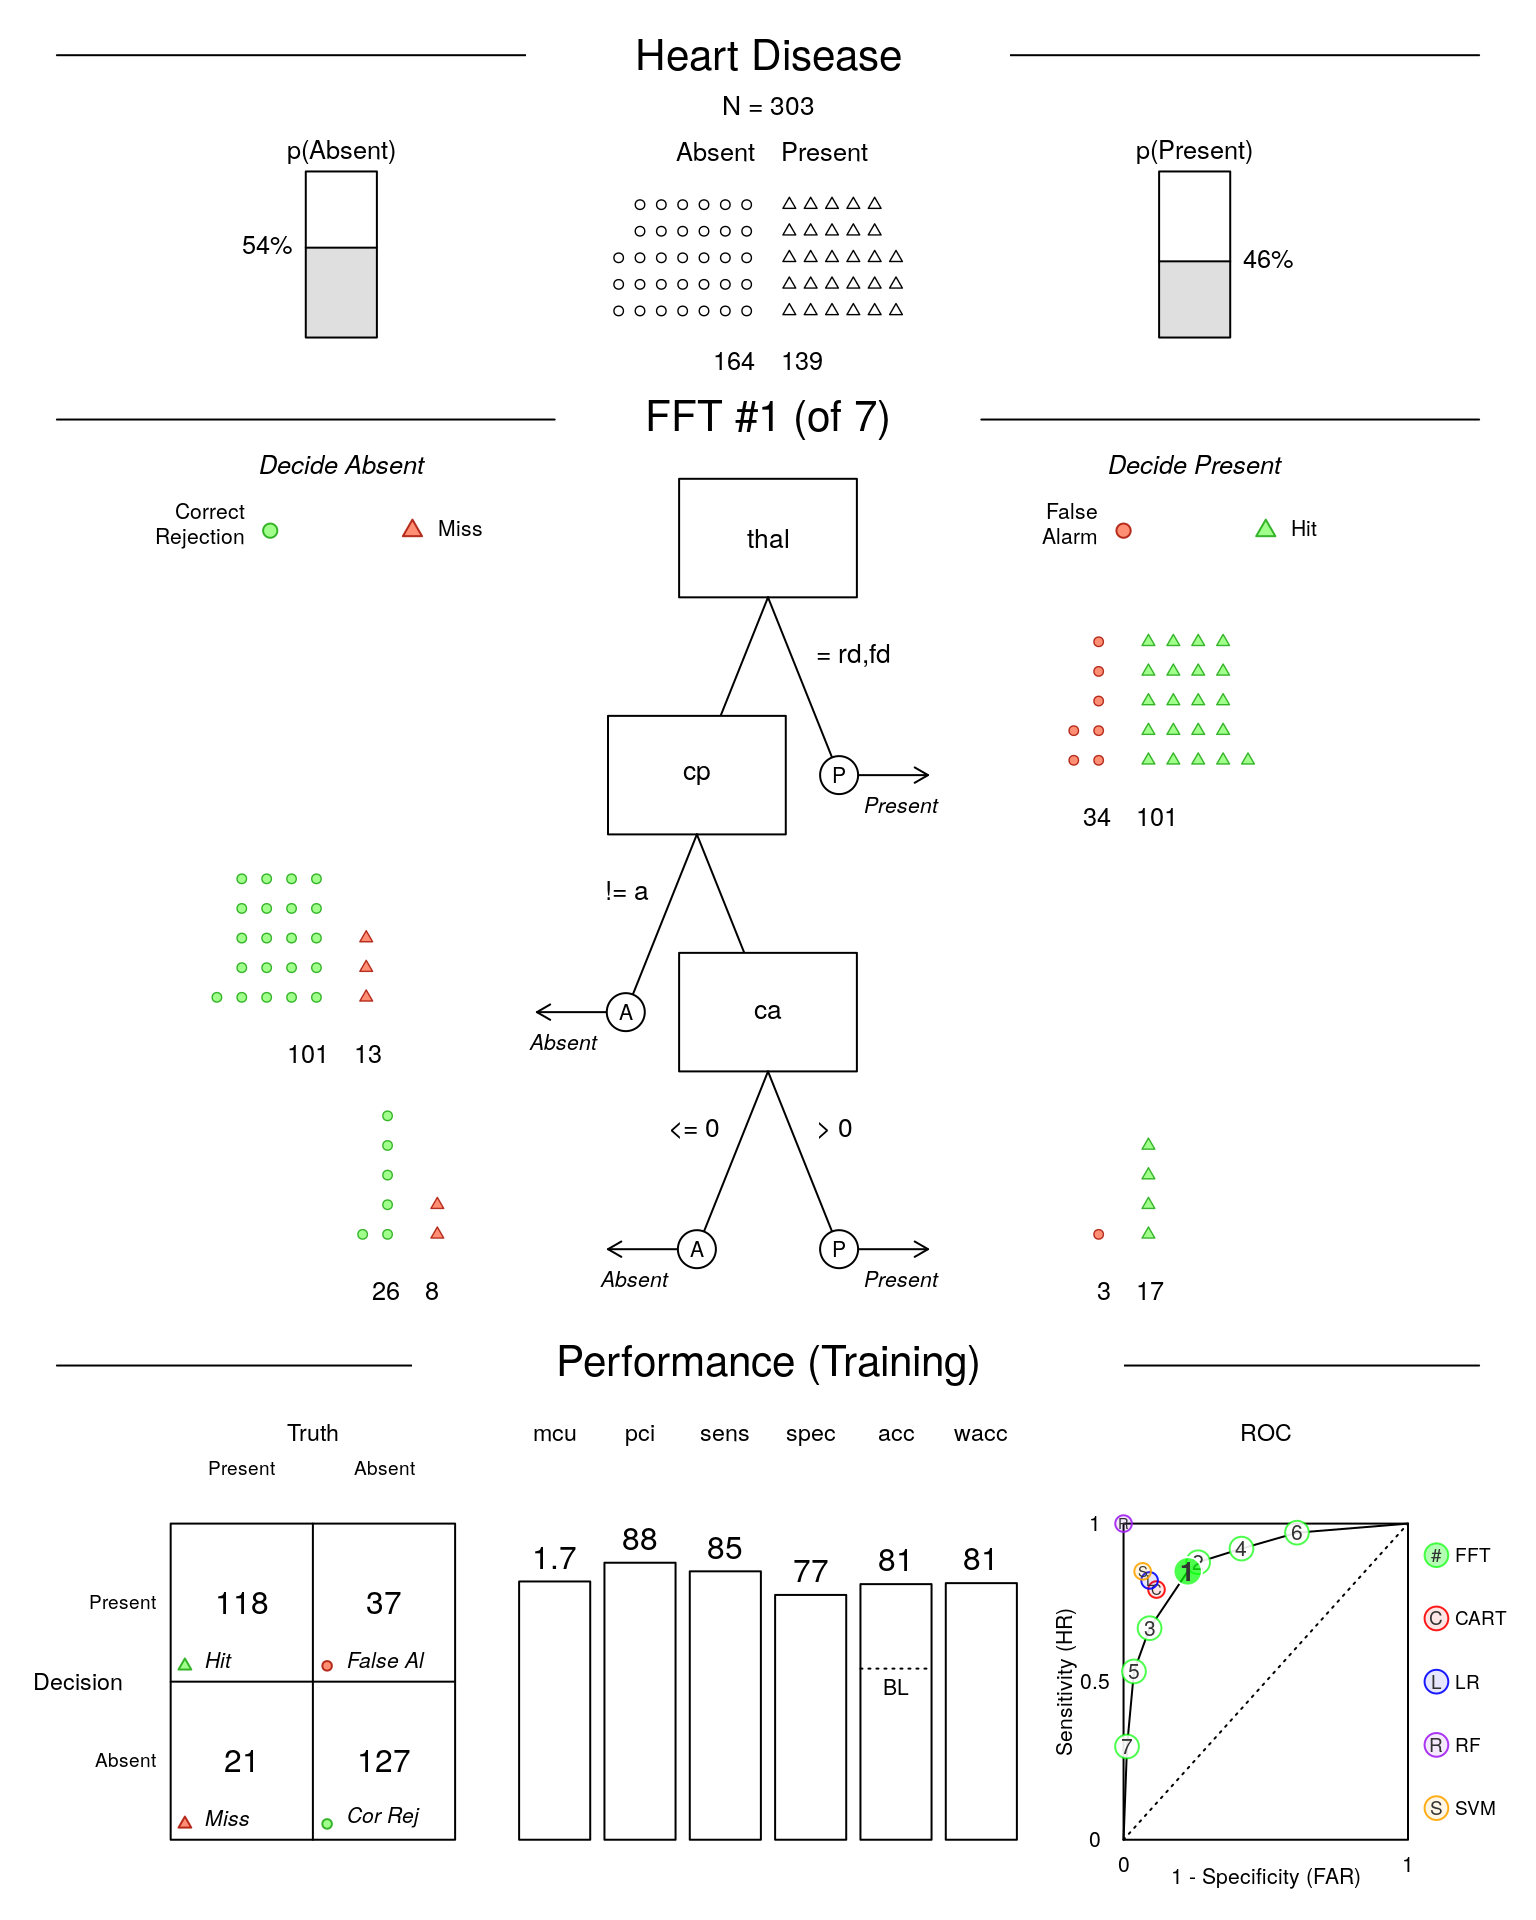 Heart Disease
N = 303
p(Absent)
Absent Present
p(Present)
54%
46%
164 139
FFT #1 (of 7)
Decide Absent
Decide Present
Correct
Rejection
Miss
False
Alarm
Hit
thal
= rd,fd
cp
P
Present
34 101
!= a
A
Absent
ca
101 13
<= 0
> 0
A
Absent
P
Present
26 8
3 17
Performance (Training)
Truth
Present Absent
mcu pci sens spec acc wacc
ROC
Decision
Present
118
Hit
37
False Al
Absent
21
Miss
127
Cor Rej
1.7 88 85 77 81 81
BL
Sensitivity (HR)
1
0.5
0
0 1
1 - Specificity (FAR)
R
S
L
C
1
2
3
4
5
6
7
# FFT
C CART
L LR
R RF
S SVM